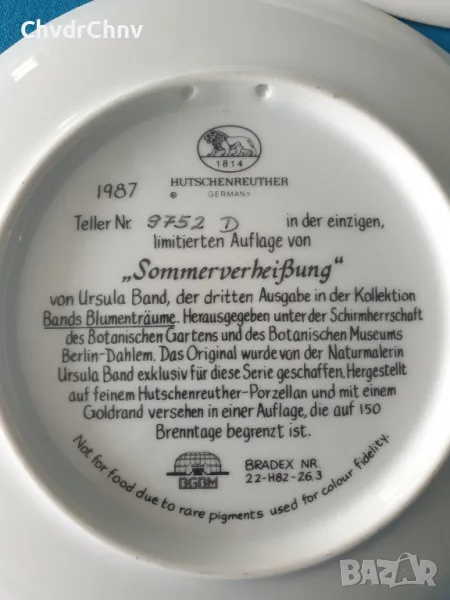 ChvdrChnv
1814
1987
HUTSCHENREUTHER
© GERMANY
Teller Nr. 9752 D in der einzigen,
limitierten Auflage von
„Sommerverheißung"
von Ursula Band, der dritten Ausgabe in der Kollektion
Bands Blumenträume. Herausgegeben unter der Schirmherrschaft
des Botanischen Gartens und des Botanischen Museums
Berlin-Dahlem. Das Original wurde von der Naturmalerin
Ursula Band exklusiv für diese Serie geschaffen. Hergestellt
auf feinem Hutschenreuther-Porzellan und mit einem
Goldrand versehen in einer Auflage, die auf 150
Brenntage begrenzt ist.
BGBM
BRADEX NR.
22-H82-26.3
Not for food due to rare pigments used for colour fidelity.
BAZAR